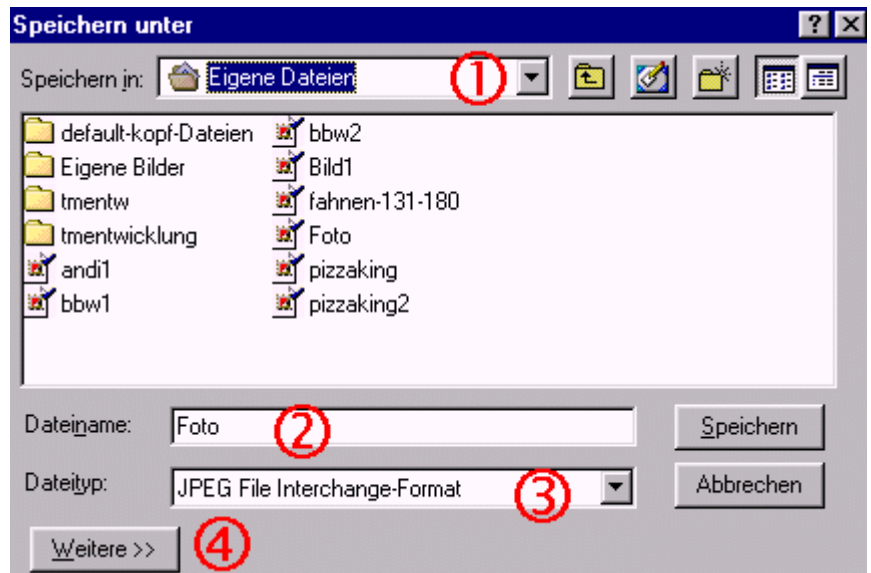 Speichern unter
Speichern in: Eigene Dateien ①
default-kopf-Dateien
Eigene Bilder
tmentw
tmentwicklung
andi1
bbw1
bbw2
Bild1
fahnen-131-180
Foto
pizzaking
pizzaking2
Dateiname: Foto ② Speichern
Dateityp: JPEG File Interchange-Format ③ Abbrechen
Weitere >> ④